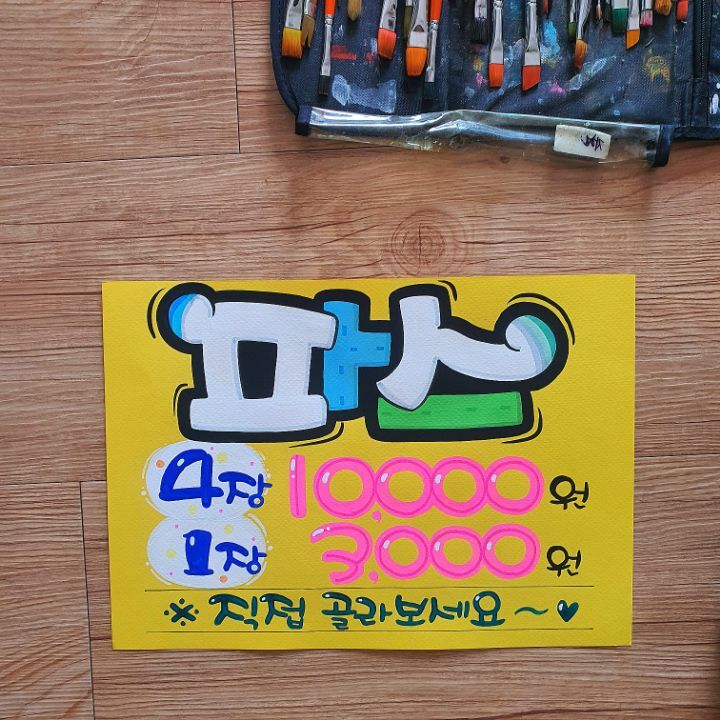 파스
4장 10,000원
1장 3,000원
※ 직접 골라보세요 ~ ♥